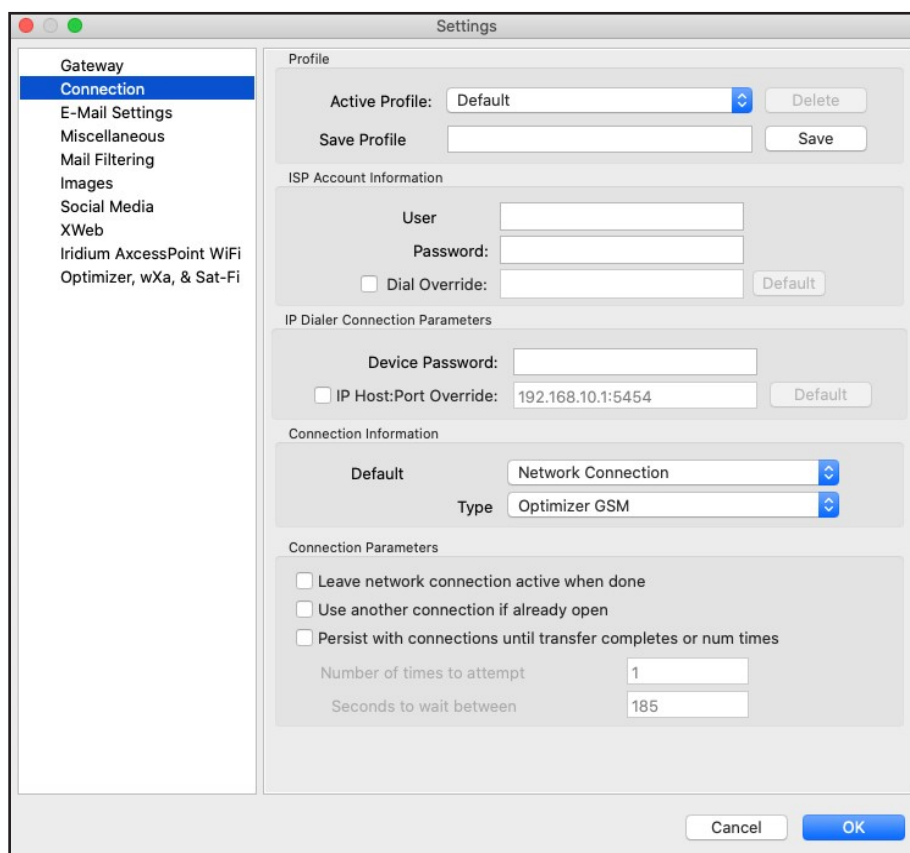 Settings
Gateway
Connection
E-Mail Settings
Miscellaneous
Mail Filtering
Images
Social Media
XWeb
Iridium AxcessPoint WiFi
Optimizer, wXa, & Sat-Fi
Profile
Active Profile: Default Delete
Save Profile Save
ISP Account Information
User
Password:
Dial Override: Default
IP Dialer Connection Parameters
Device Password:
IP Host:Port Override: 192.168.10.1:5454 Default
Connection Information
Default Network Connection
Type Optimizer GSM
Connection Parameters
Leave network connection active when done
Use another connection if already open
Persist with connections until transfer completes or num times
Number of times to attempt 1
Seconds to wait between 185
Cancel OK